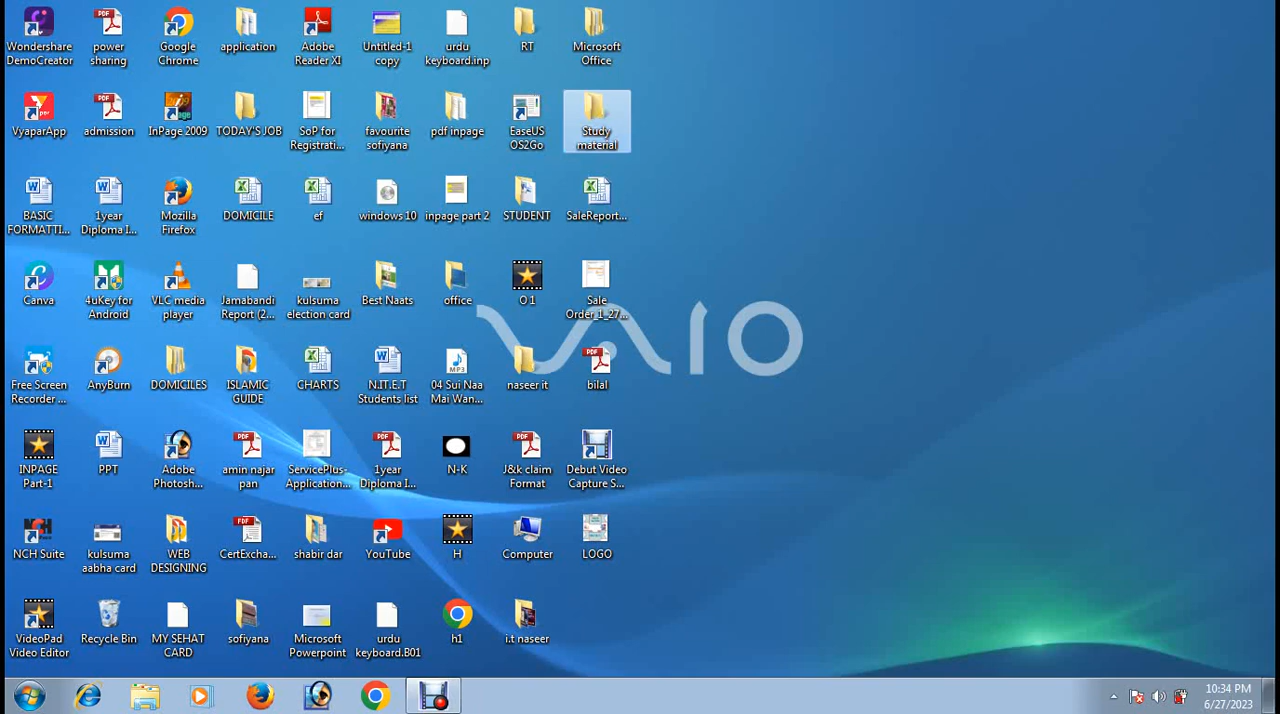 Wondershare
DemoCreator
power
sharing
Google
Chrome
application
Adobe
Reader XI
Untitled-1
copy
urdu
keyboard.inp
RT
Microsoft
Office
VyaparApp
admission
InPage 2009
TODAY'S JOB
SoP for
Registrati...
favourite
sofiyana
pdf inpage
EaseUS
OS2Go
Study
material
BASIC
FORMATTI...
1year
Diploma I...
Mozilla
Firefox
DOMICILE
ef
windows 10
inpage part 2
STUDENT
SaleReport...
Canva
4uKey for
Android
VLC media
player
Jamabandi
Report (2...
kulsuma
election card
Best Naats
office
O 1
Sale
Order_1_27...
VAIO
Free Screen
Recorder ...
AnyBurn
DOMICILES
ISLAMIC
GUIDE
CHARTS
N.I.T.E.T
Students list
04 Sui Naa
Mai Wan...
naseer it
bilal
INPAGE
Part-1
PPT
Adobe
Photosh...
amin najar
pan
ServicePlus-
Application...
1year
Diploma I...
N-K
J&k claim
Format
Debut Video
Capture S...
NCH Suite
kulsuma
aabha card
WEB
DESIGNING
CertExcha...
shabir dar
YouTube
H
Computer
LOGO
VideoPad
Video Editor
Recycle Bin
MY SEHAT
CARD
sofiyana
Microsoft
Powerpoint
urdu
keyboard.B01
h1
i.t naseer
10:34 PM
6/27/2023